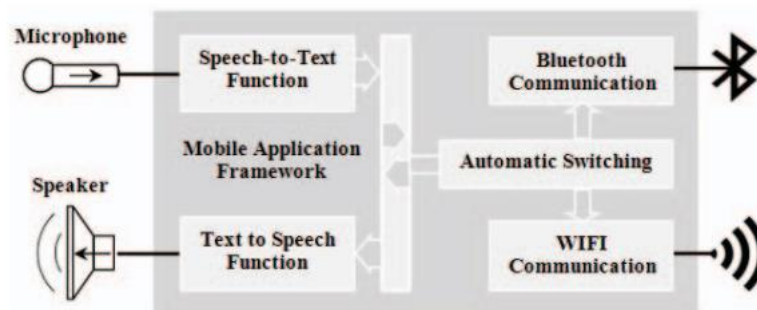 Microphone
Speech-to-Text
Function
Bluetooth
Communication
Mobile Application
Framework
Automatic Switching
Speaker
Text to Speech
Function
WIFI
Communication